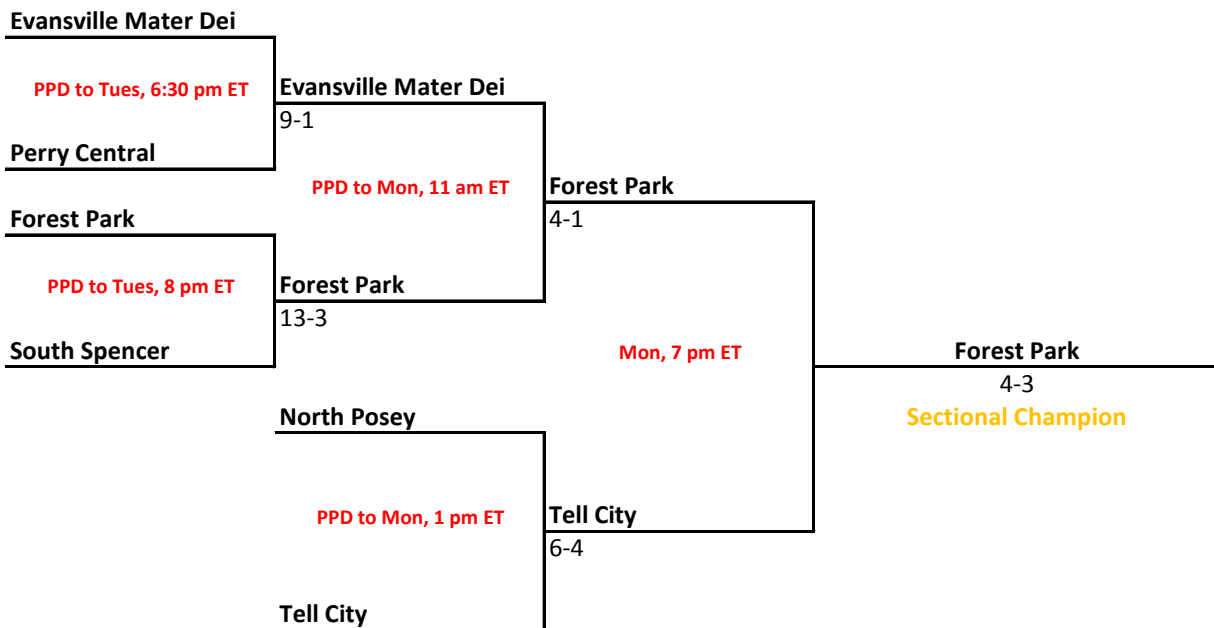 Evansville Mater Dei
PPD to Tues, 6:30 pm ET
Evansville Mater Dei
9-1
Perry Central
PPD to Mon, 11 am ET
Forest Park
4-1
Forest Park
PPD to Tues, 8 pm ET
Forest Park
13-3
South Spencer
Mon, 7 pm ET
Forest Park
4-3
Sectional Champion
North Posey
PPD to Mon, 1 pm ET
Tell City
6-4
Tell City